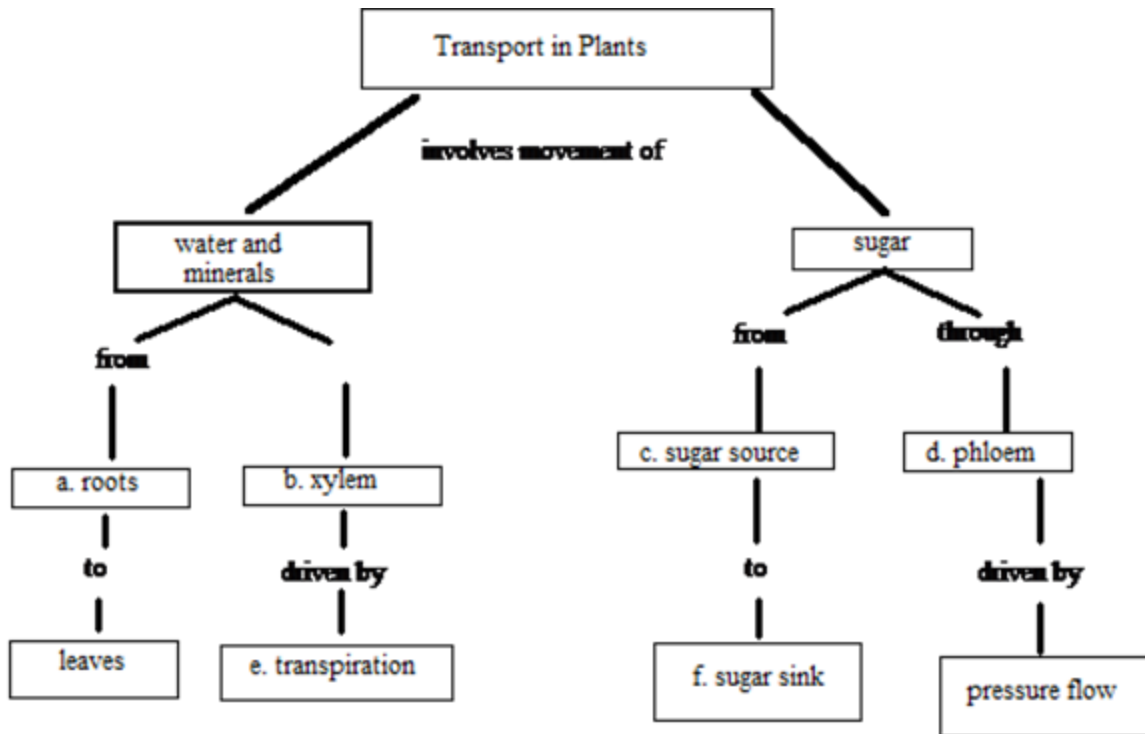 Transport in Plants
involves movement of
water and
minerals
sugar
from
from
through
a. roots
b. xylem
c. sugar source
d. phloem
to
driven by
to
driven by
leaves
e. transpiration
f. sugar sink
pressure flow